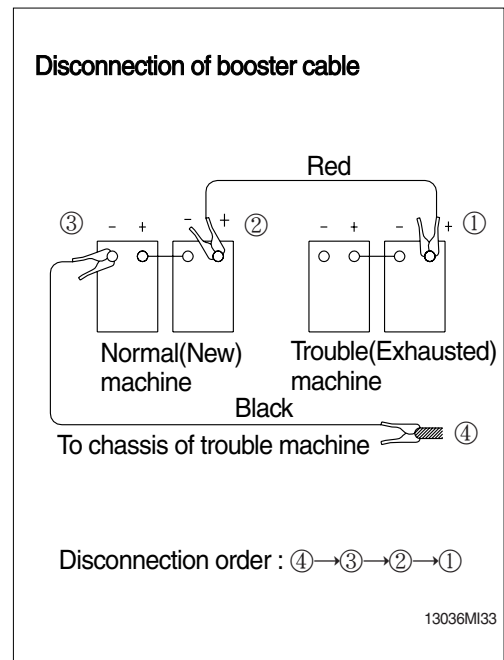 Disconnection of booster cable
Red
③ - + - + ② - + - + ①
Normal(New)
machine
Trouble(Exhausted)
machine
Black
To chassis of trouble machine ④
Disconnection order : ④→③→②→①
13036MI33